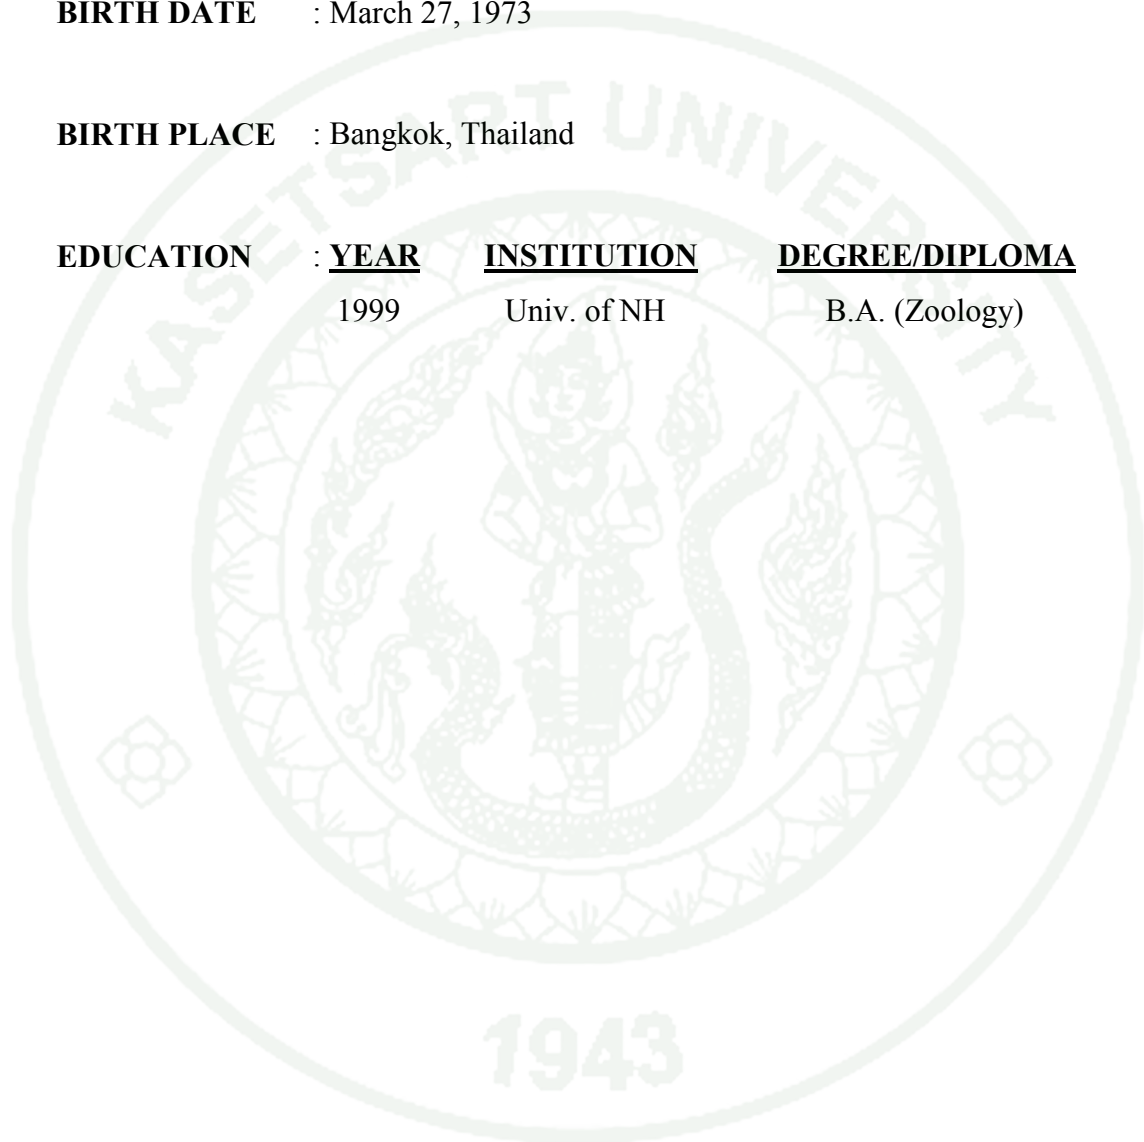 BIRTH DATE : March 27, 1973
BIRTH PLACE : Bangkok, Thailand
EDUCATION : YEAR INSTITUTION DEGREE/DIPLOMA
1999 Univ. of NH B.A. (Zoology)
KASETSART UNIVERSITY
1943